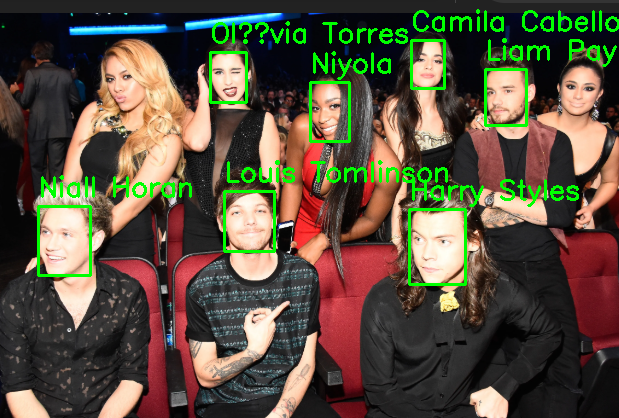 Ol??via Torres
Camila Cabello
Niyola
Liam Pay
Niall Horan
Louis Tomlinson
Harry Styles